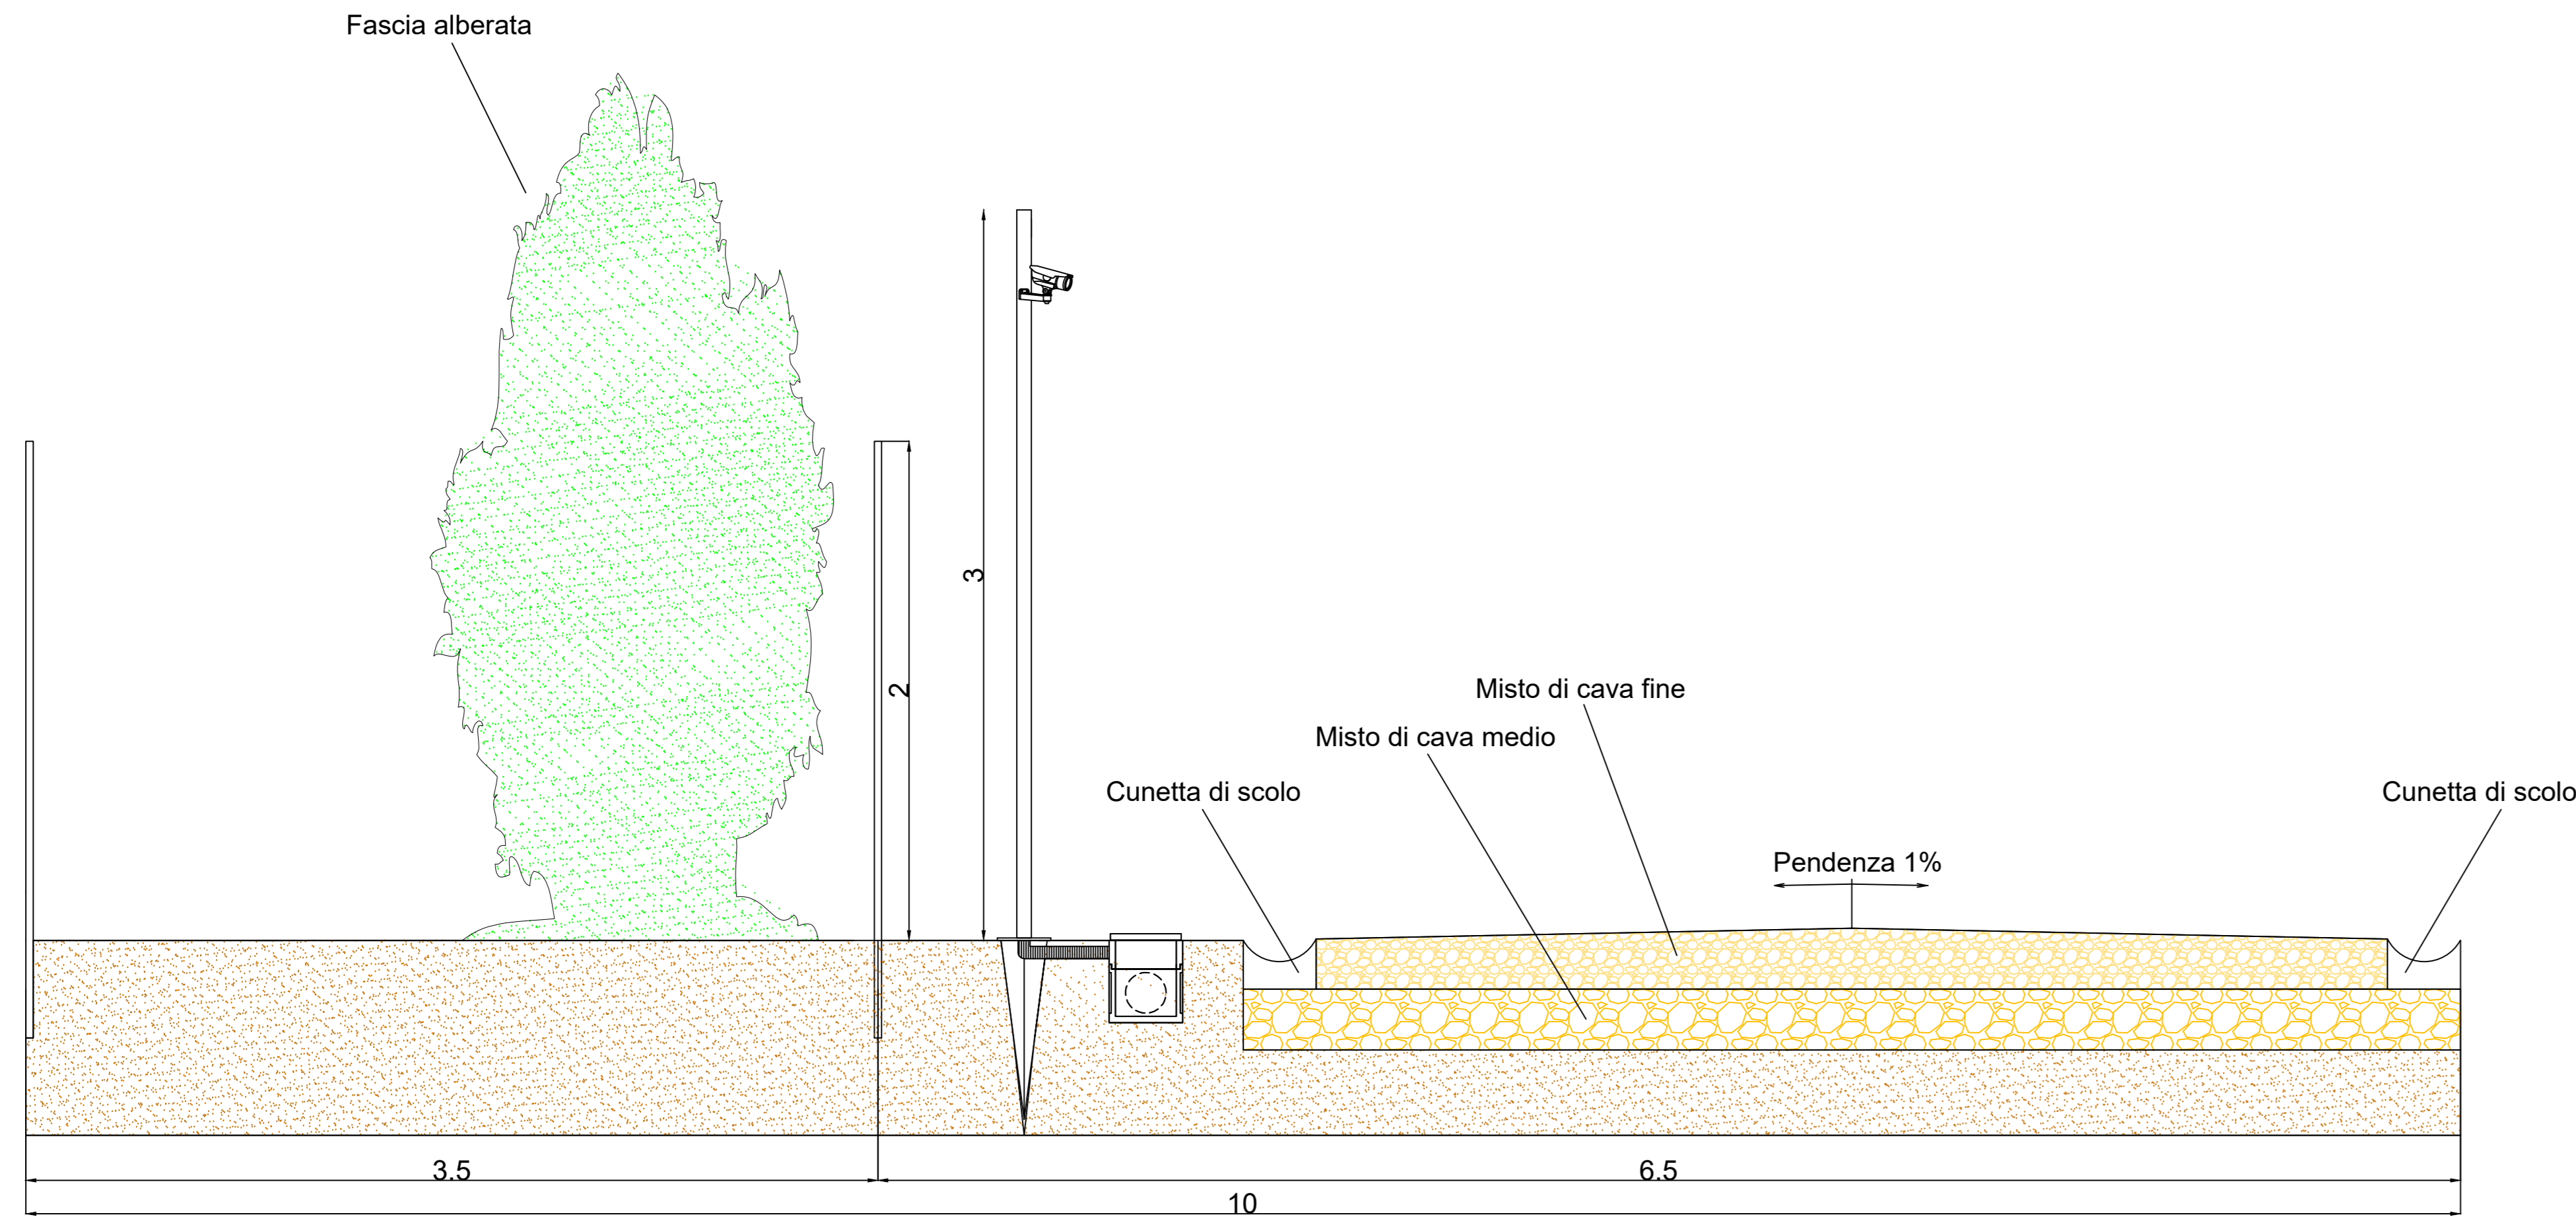 Fascia alberata
3
2
Misto di cava fine
Misto di cava medio
Cunetta di scolo
Cunetta di scolo
Pendenza 1%
3.5
6.5
10